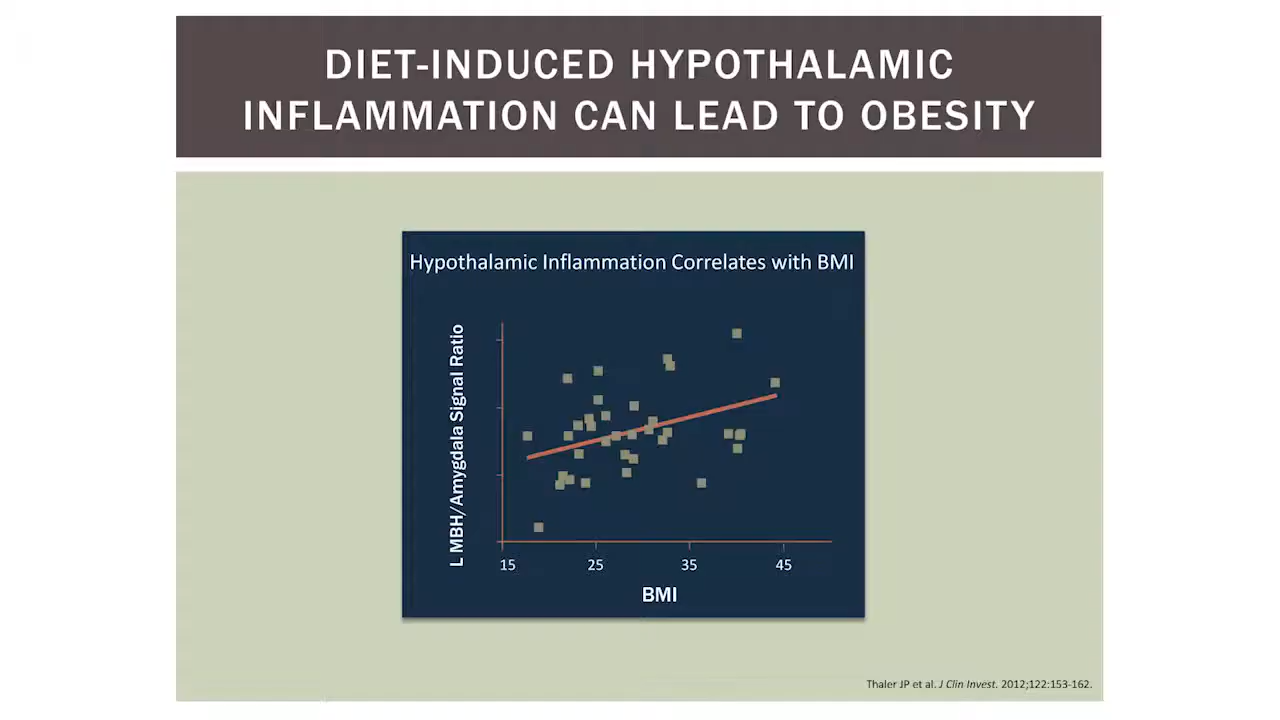 DIET-INDUCED HYPOTHALAMIC
INFLAMMATION CAN LEAD TO OBESITY
Hypothalamic Inflammation Correlates with BMI
L MBH/Amygdala Signal Ratio
15 25 35 45
BMI
Thaler JP et al. J Clin Invest. 2012;122:153-162.